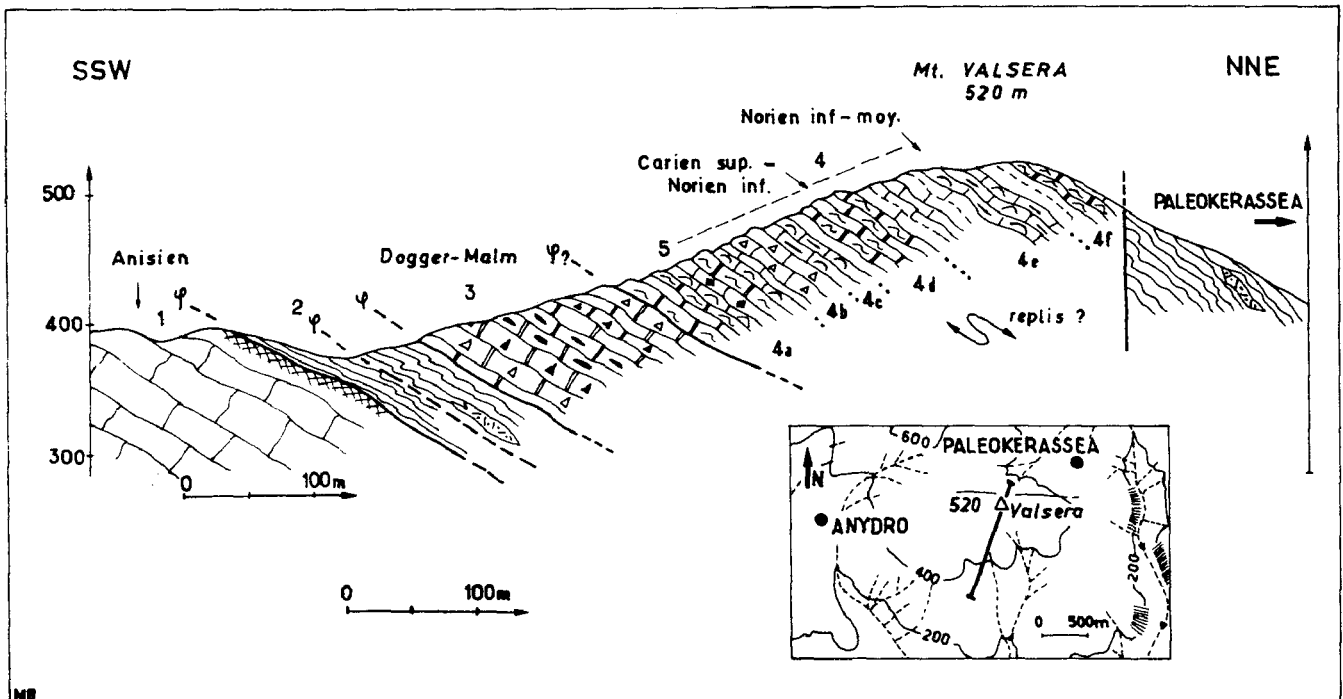 SSW
Mt. VALSERA
520 m
NNE
Norien inf-moy.
4
Carien sup. -
Norien inf.
500
PALEOKERASSEA
5
φ?
Dogger-Malm
3
Anisien
φ
1
φ
2
φ
400
4f
4e
4d
4c
4b
4a
replis ?
300
0 100m
0 100m
600
PALEOKERASSEA
N
520
Valsera
ANYDRO
200
400
200
0 500m
MR